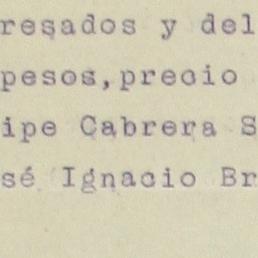 resados y del
pesos,precio
ipe Cabrera S
sé Ignacio Br